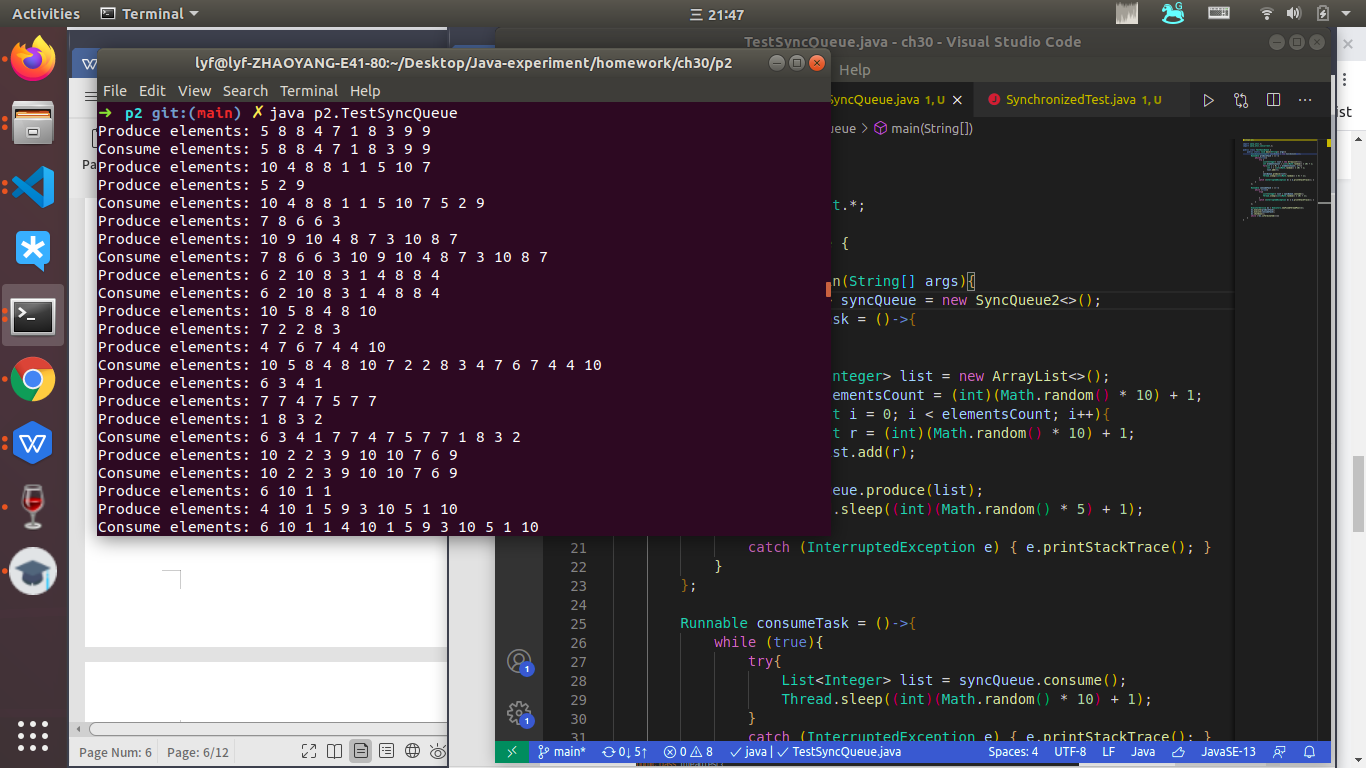 Activities
Terminal
三 21:47
TestSyncQueue.java - ch30 - Visual Studio Code
lyf@lyf-ZHAOYANG-E41-80:~/Desktop/Java-experiment/homework/ch30/p2
File Edit View Search Terminal Help
➜ p2 git:(main) ✗ java p2.TestSyncQueue
Produce elements: 5 8 8 4 7 1 8 3 9 9
Consume elements: 5 8 8 4 7 1 8 3 9 9
Produce elements: 10 4 8 8 1 1 5 10 7
Produce elements: 5 2 9
Consume elements: 10 4 8 8 1 1 5 10 7 5 2 9
Produce elements: 7 8 6 6 3
Produce elements: 10 9 10 4 8 7 3 10 8 7
Consume elements: 7 8 6 6 3 10 9 10 4 8 7 3 10 8 7
Produce elements: 6 2 10 8 3 1 4 8 8 4
Consume elements: 6 2 10 8 3 1 4 8 8 4
Produce elements: 10 5 8 4 8 10
Produce elements: 7 2 2 8 3
Produce elements: 4 7 6 7 4 4 10
Consume elements: 10 5 8 4 8 10 7 2 2 8 3 4 7 6 7 4 4 10
Produce elements: 6 3 4 1
Produce elements: 7 7 4 7 5 7 7
Produce elements: 1 8 3 2
Consume elements: 6 3 4 1 7 7 4 7 5 7 7 1 8 3 2
Produce elements: 10 2 2 3 9 10 10 7 6 9
Consume elements: 10 2 2 3 9 10 10 7 6 9
Produce elements: 6 10 1 1
Produce elements: 4 10 1 5 9 3 10 5 1 10
Consume elements: 6 10 1 1 4 10 1 5 9 3 10 5 1 10
Help
yncQueue.java 1, U
SynchronizedTest.java 1, U
ueue > main(String[])
t.*;
{
n(String[] args){
syncQueue = new SyncQueue2<>();
sk = ()->{
nteger> list = new ArrayList<>();
ementsCount = (int)(Math.random() * 10) + 1;
t i = 0; i < elementsCount; i++){
t r = (int)(Math.random() * 10) + 1;
st.add(r);
eue.produce(list);
.sleep((int)(Math.random() * 5) + 1);
21 catch (InterruptedException e) { e.printStackTrace(); }
22 }
23 };
24
25 Runnable consumeTask = ()->{
26 while (true){
27 try{
28 List<Integer> list = syncQueue.consume();
29 Thread.sleep((int)(Math.random() * 10) + 1);
30 }
31 catch (InterruptedException e) { e.printStackTrace(); }
main* 0↓ 5↑ 0 8 java | TestSyncQueue.java Spaces: 4 UTF-8 LF Java JavaSE-13
Page Num: 6 Page: 6/12